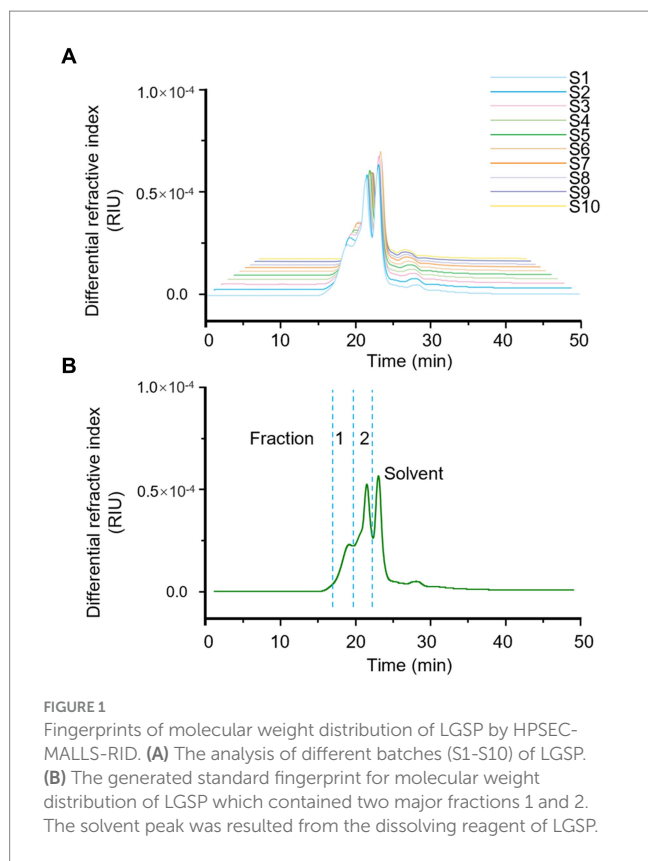 A
1.0×10⁻⁴
0.5×10⁻⁴
0.0
Differential refractive index
(RIU)
S1
S2
S3
S4
S5
S6
S7
S8
S9
S10
0 10 20 30 40 50
Time (min)
B
1.0×10⁻⁴
0.5×10⁻⁴
0.0
Differential refractive index
(RIU)
Fraction 1 2
Solvent
0 10 20 30 40 50
Time (min)
FIGURE 1
Fingerprints of molecular weight distribution of LGSP by HPSEC-
MALLS-RID. (A) The analysis of different batches (S1-S10) of LGSP.
(B) The generated standard fingerprint for molecular weight
distribution of LGSP which contained two major fractions 1 and 2.
The solvent peak was resulted from the dissolving reagent of LGSP.